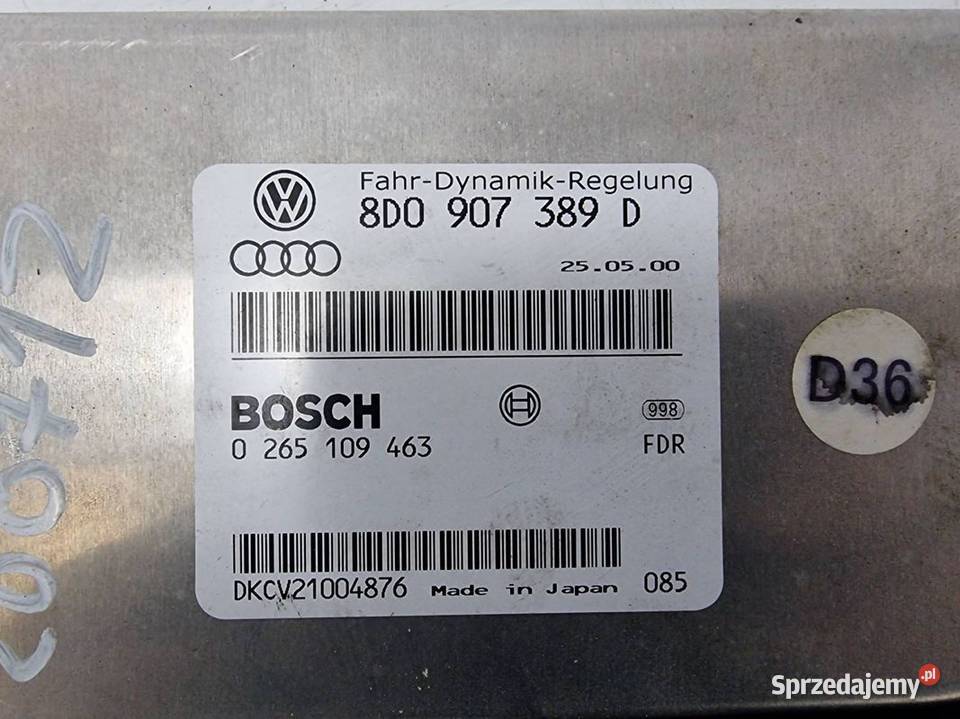 Fahr-Dynamik-Regelung
8D0 907 389 D
25.05.00
BOSCH
0 265 109 463
998
FDR
DKCV21004876 Made in Japan 085
D36
Sprzedajemy.pl